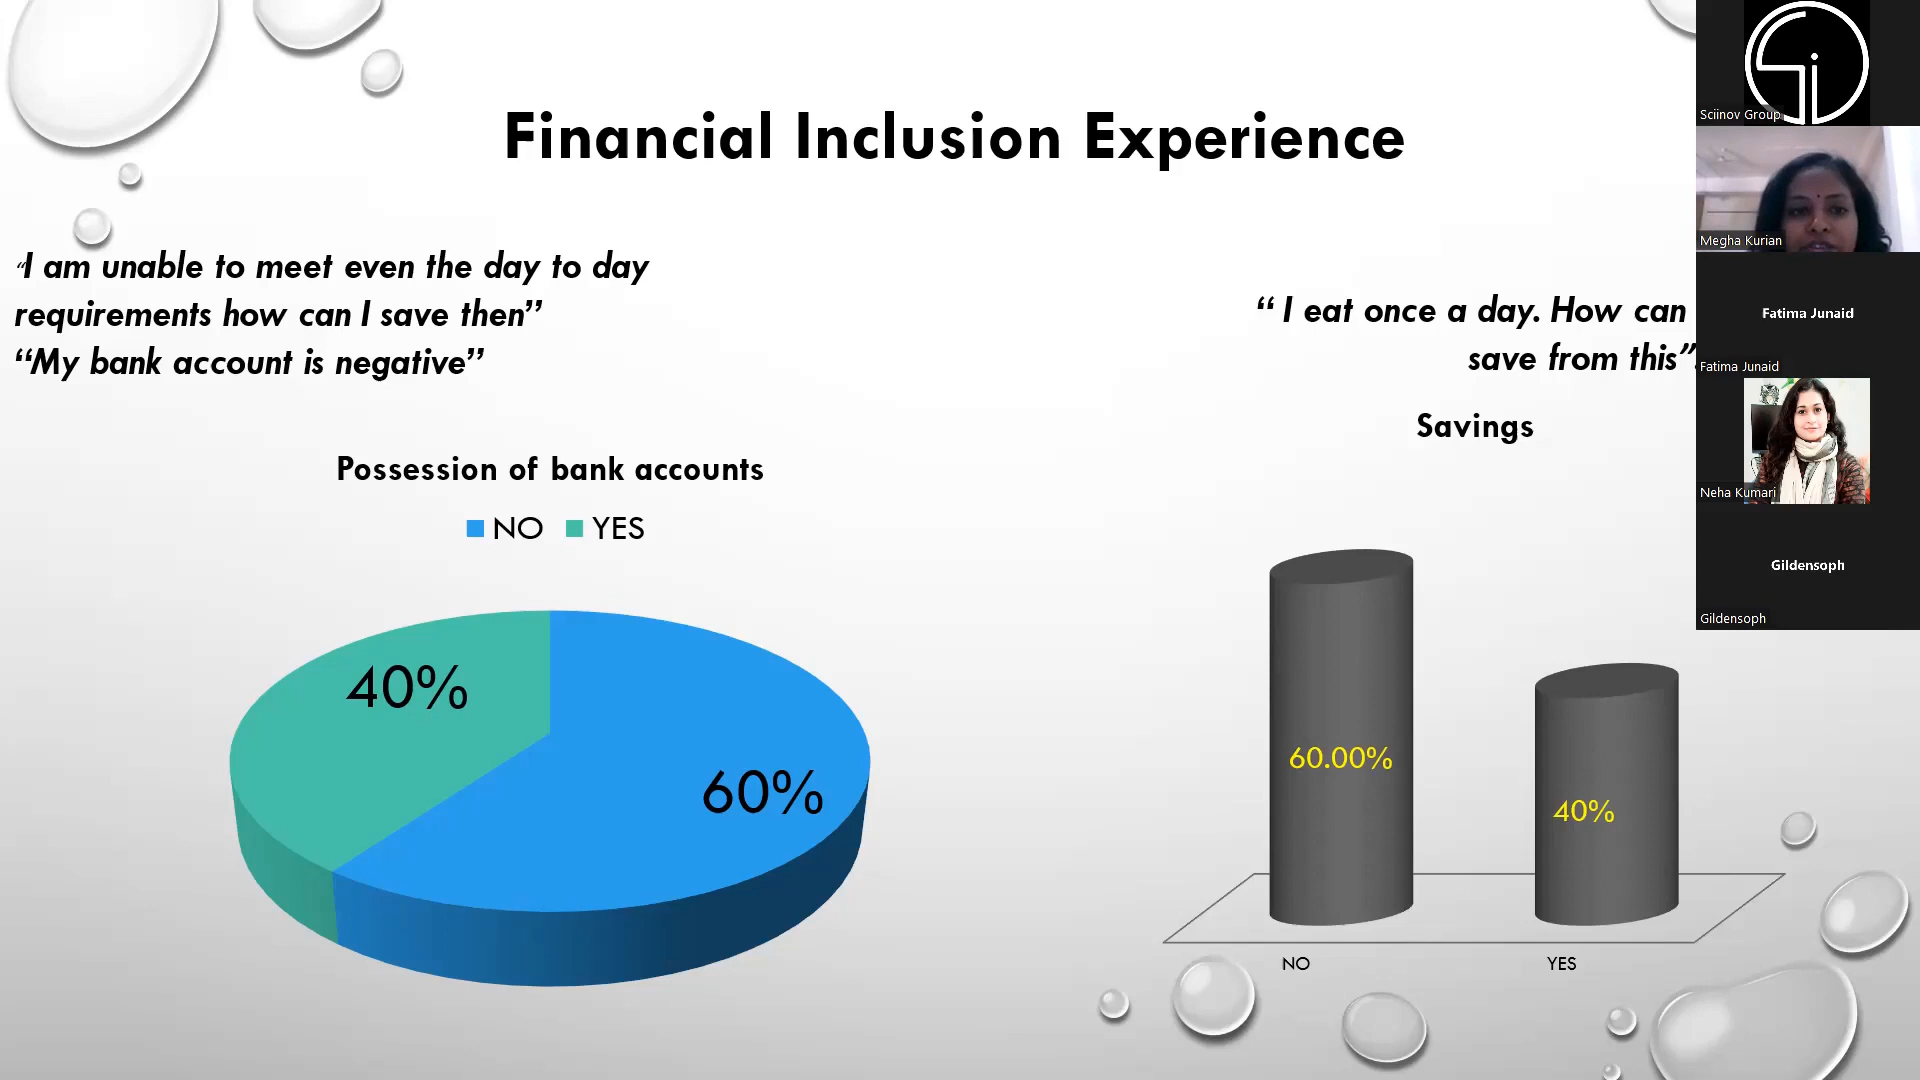 Financial Inclusion Experience
“I am unable to meet even the day to day
requirements how can I save then”
“My bank account is negative”
“ I eat once a day. How can
save from this”
Possession of bank accounts
NO YES
40%
60%
Savings
60.00%
40%
NO YES
Sciinov Group
Megha Kurian
Fatima Junaid
Fatima Junaid
Neha Kumari
Gildensoph
Gildensoph